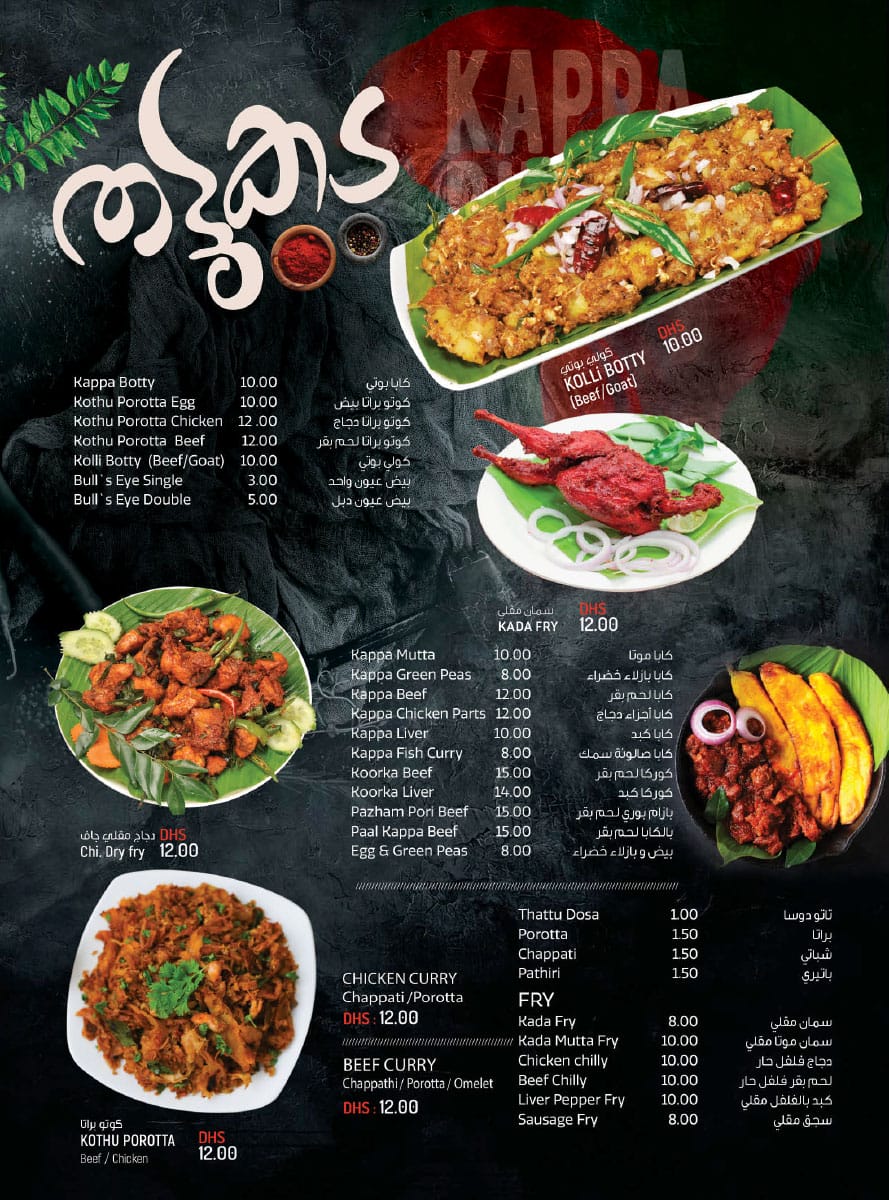 തട്ടുകട
KAPPA
كولي بوتي
KOLLi BOTTY
(Beef/Goat)
DHS
10.00
Kappa Botty 10.00 كابا بوتي
Kothu Porotta Egg 10.00 كوتو براتا بيض
Kothu Porotta Chicken 12 .00 كوتو براتا دجاج
Kothu Porotta Beef 12.00 كوتو براتا لحم بقر
Kolli Botty (Beef/Goat) 10.00 كولي بوتي
Bull`s Eye Single 3.00 بيض عيون واحد
Bull`s Eye Double 5.00 بيض عيون دبل
سمان مقلي DHS
KADA FRY 12.00
Kappa Mutta 10.00 كابا موتا
Kappa Green Peas 8.00 كابا بازلاء خضراء
Kappa Beef 12.00 كابا لحم بقر
Kappa Chicken Parts 12.00 كابا أجزاء دجاج
Kappa Liver 10.00 كابا كبد
Kappa Fish Curry 8.00 كابا صالونة سمك
Koorka Beef 15.00 كوركا لحم بقر
Koorka Liver 14.00 كوركا كبد
Pazham Pori Beef 15.00 بازام بوري لحم بقر
Paal Kappa Beef 15.00 بالكابا لحم بقر
Egg & Green Peas 8.00 بيض و بازلاء خضراء
دجاج مقلي جاف DHS
Chi. Dry fry 12.00
Thattu Dosa 1.00 تاتو دوسا
Porotta 1.50 براتا
Chappati 1.50 شباتي
Pathiri 1.50 باتيري
CHICKEN CURRY
Chappati /Porotta
DHS : 12.00
BEEF CURRY
Chappathi / Porotta / Omelet
DHS : 12.00
FRY
Kada Fry 8.00 سمان مقلي
Kada Mutta Fry 10.00 سمان موتا مقلي
Chicken chilly 10.00 دجاج فلفل حار
Beef Chilly 10.00 لحم بقر فلفل حار
Liver Pepper Fry 10.00 كبد بالفلفل مقلي
Sausage Fry 8.00 سجق مقلي
كوتو براتا
KOTHU POROTTA DHS
Beef / Chicken 12.00